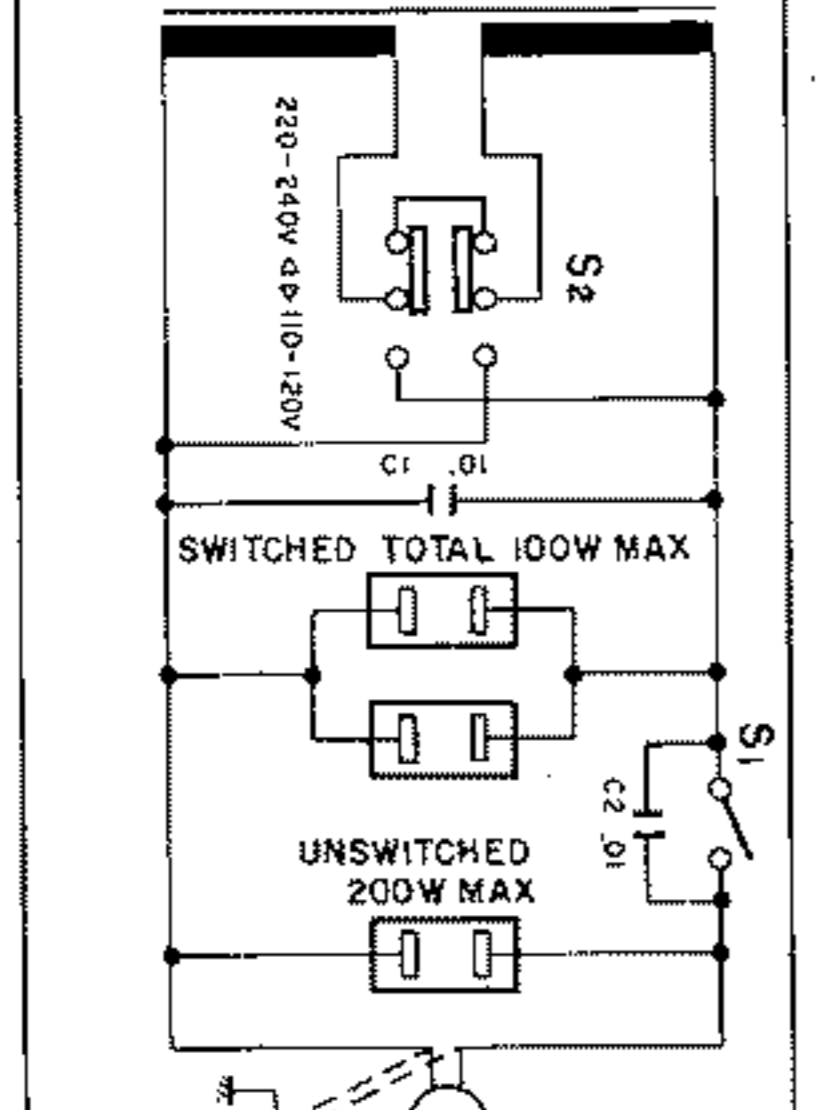 220-240V
110-120V
S2
C1 .01
SWITCHED TOTAL 100W MAX
S1
C2 .01
UNSWITCHED
200W MAX